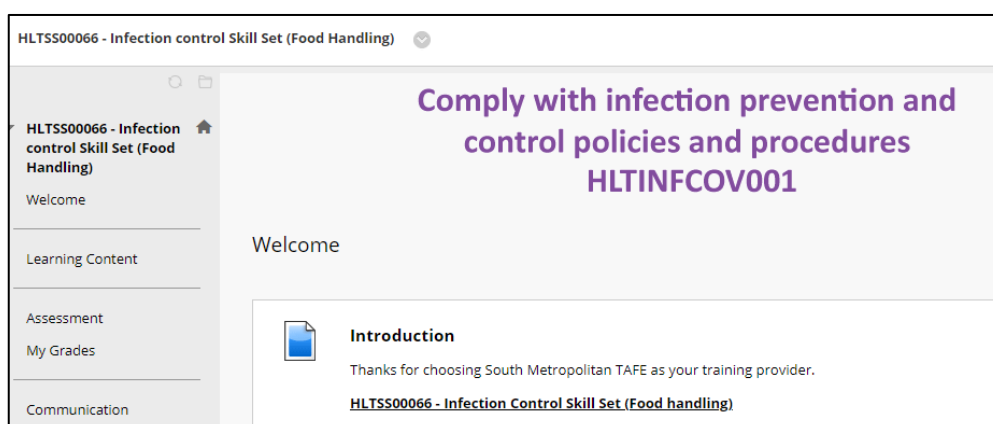 HLTSS00066 - Infection control Skill Set (Food Handling)
HLTSS00066 - Infection
control Skill Set (Food
Handling)
Welcome
Learning Content
Assessment
My Grades
Communication
Comply with infection prevention and
control policies and procedures
HLTINFCOV001
Welcome
Introduction
Thanks for choosing South Metropolitan TAFE as your training provider.
HLTSS00066 - Infection Control Skill Set (Food handling)